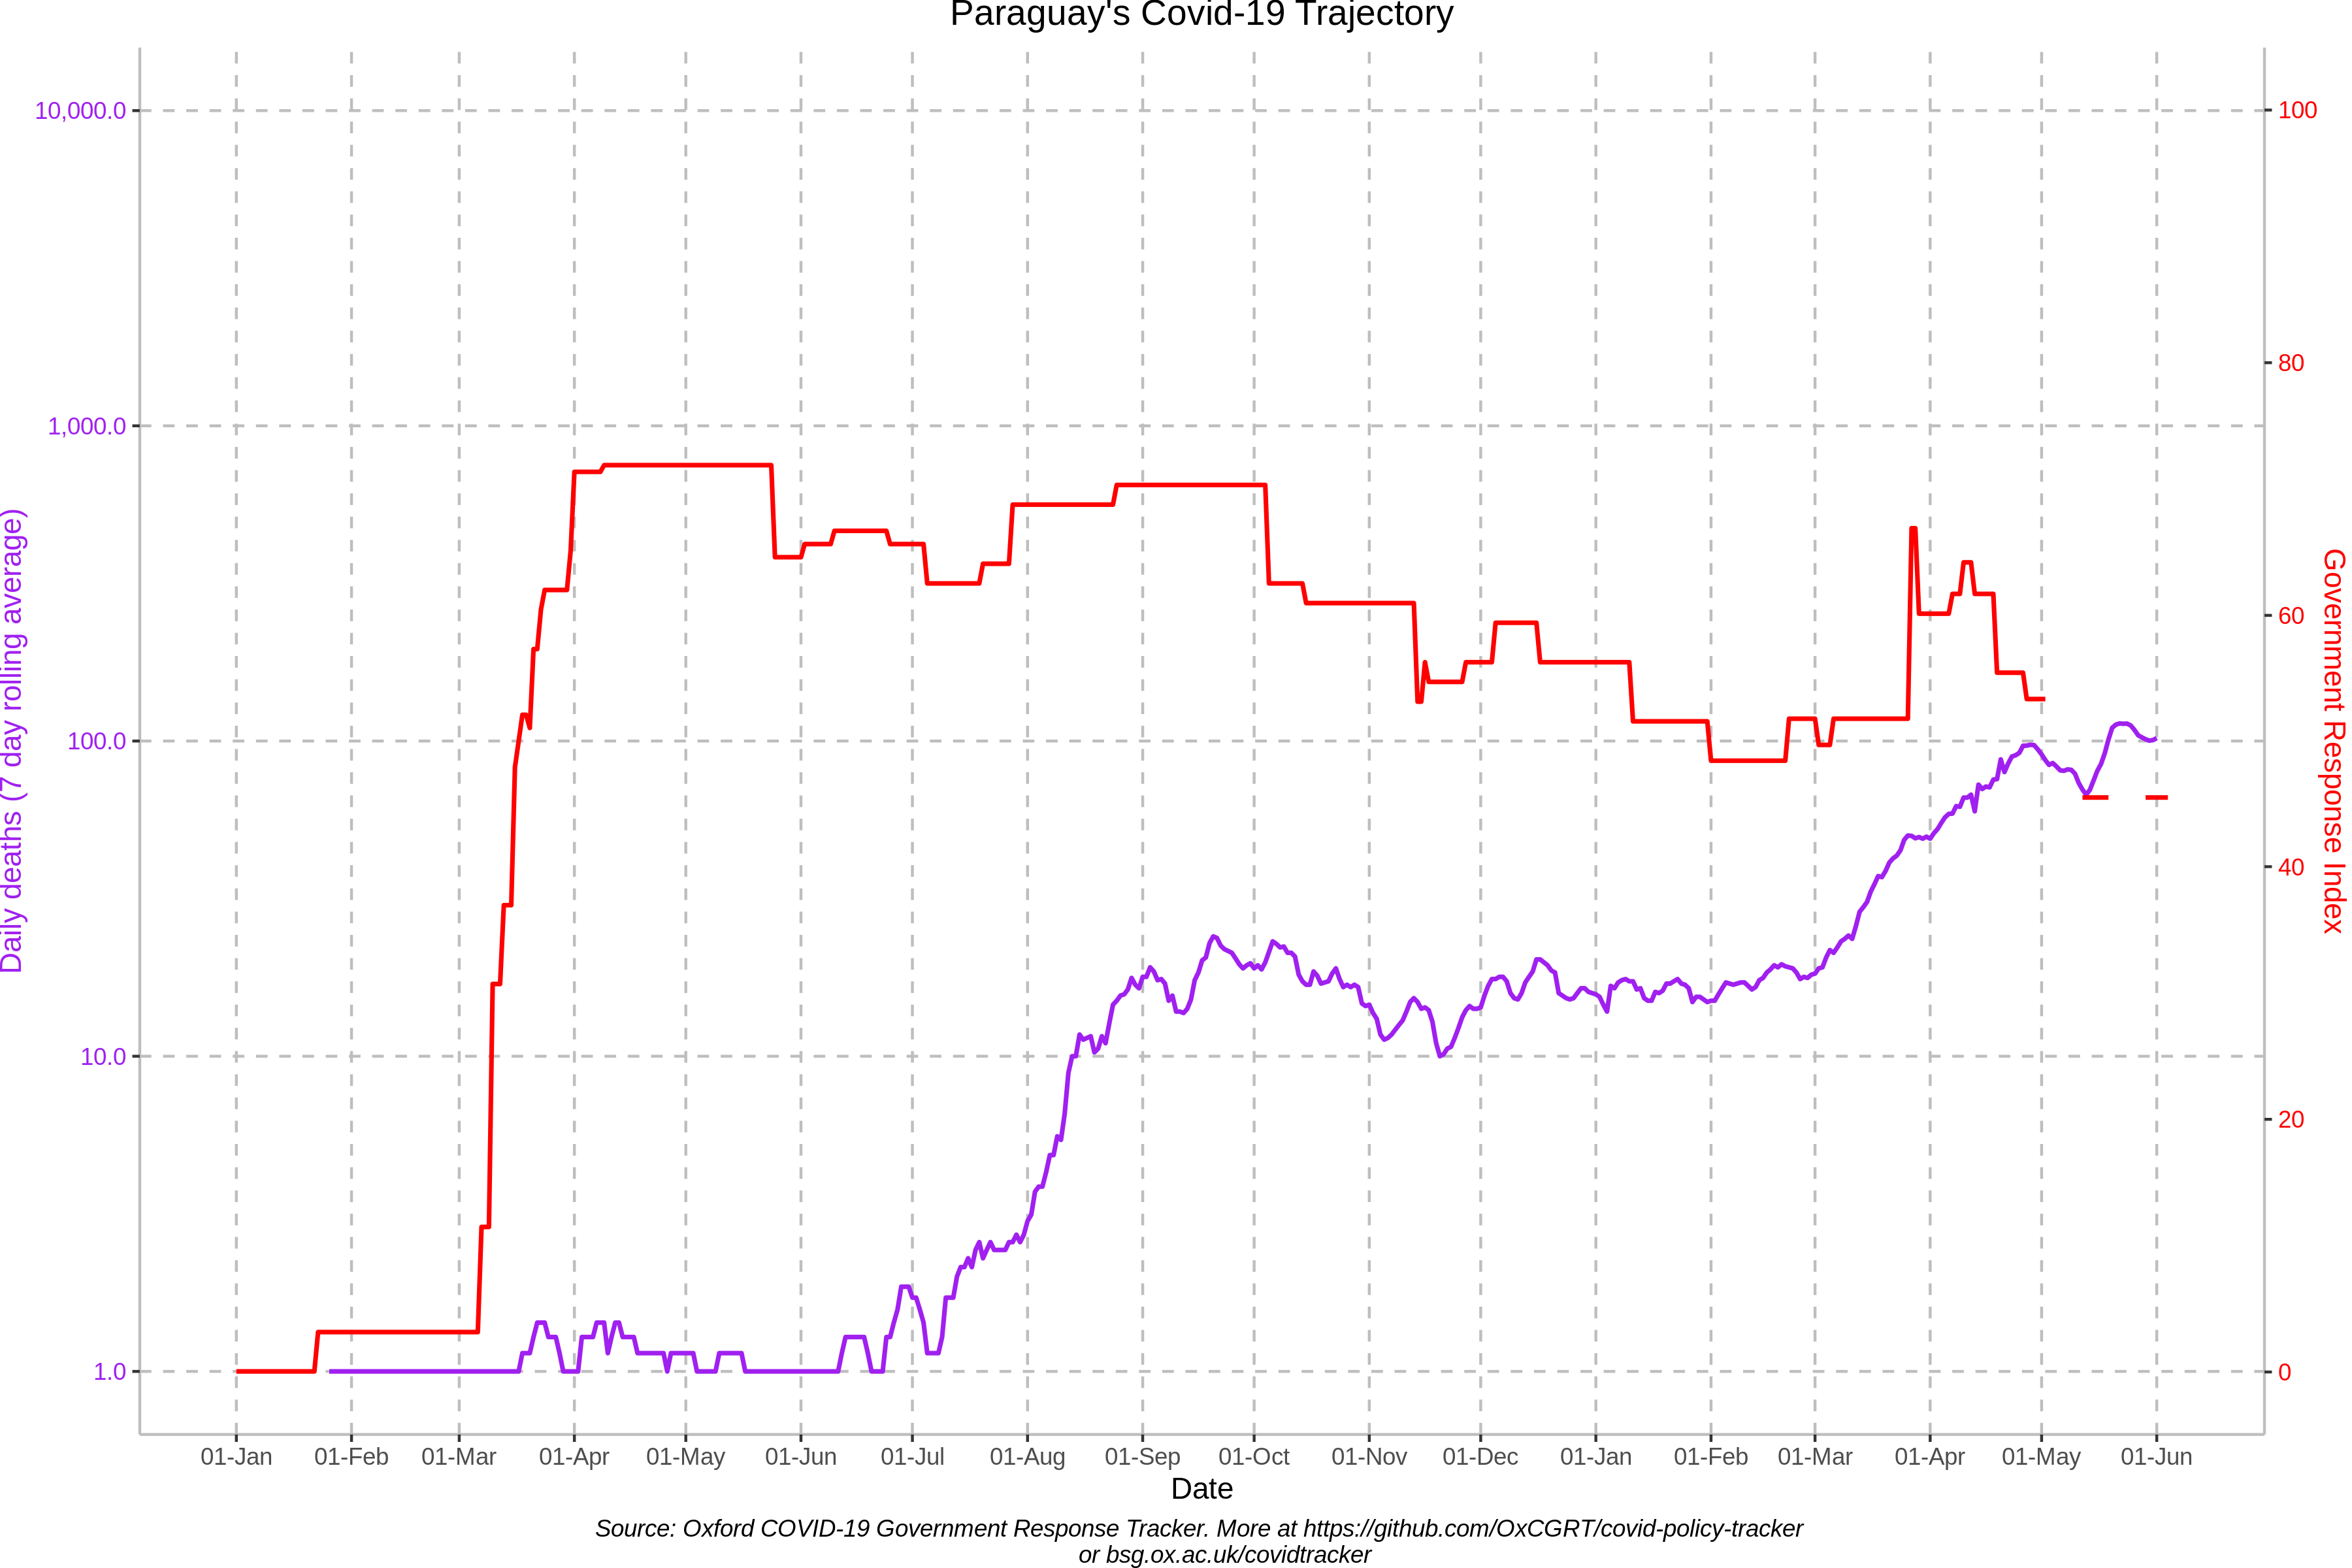 Paraguay's Covid-19 Trajectory
Daily deaths (7 day rolling average)
10,000.0
1,000.0
100.0
10.0
1.0
100
80
60
40
20
0
Government Response Index
01-Jan 01-Feb 01-Mar 01-Apr 01-May 01-Jun 01-Jul 01-Aug 01-Sep 01-Oct 01-Nov 01-Dec 01-Jan 01-Feb 01-Mar 01-Apr 01-May 01-Jun
Date
Source: Oxford COVID-19 Government Response Tracker. More at https://github.com/OxCGRT/covid-policy-tracker
or bsg.ox.ac.uk/covidtracker